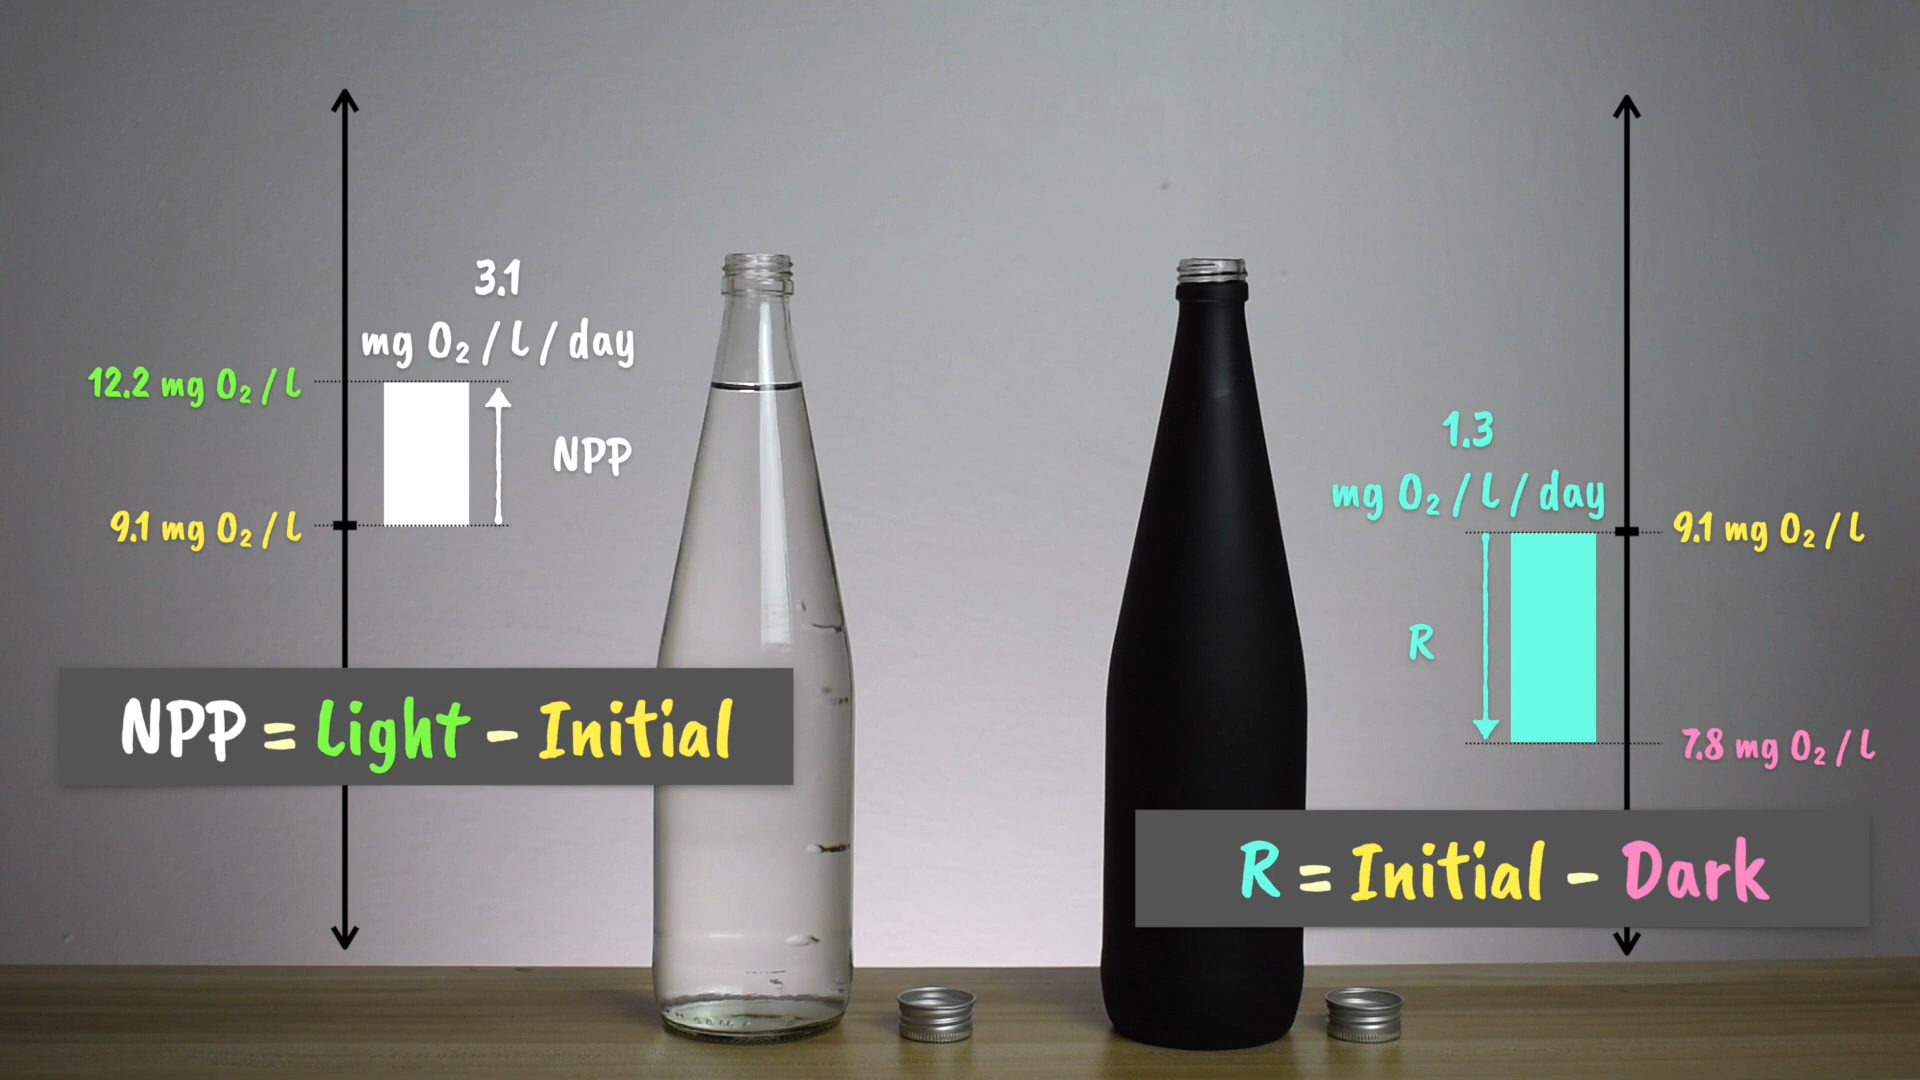 3.1
mg O₂ / L / day
12.2 mg O₂ / L
NPP
9.1 mg O₂ / L
NPP = Light - Initial
1.3
mg O₂ / L / day
9.1 mg O₂ / L
R
7.8 mg O₂ / L
R = Initial - Dark